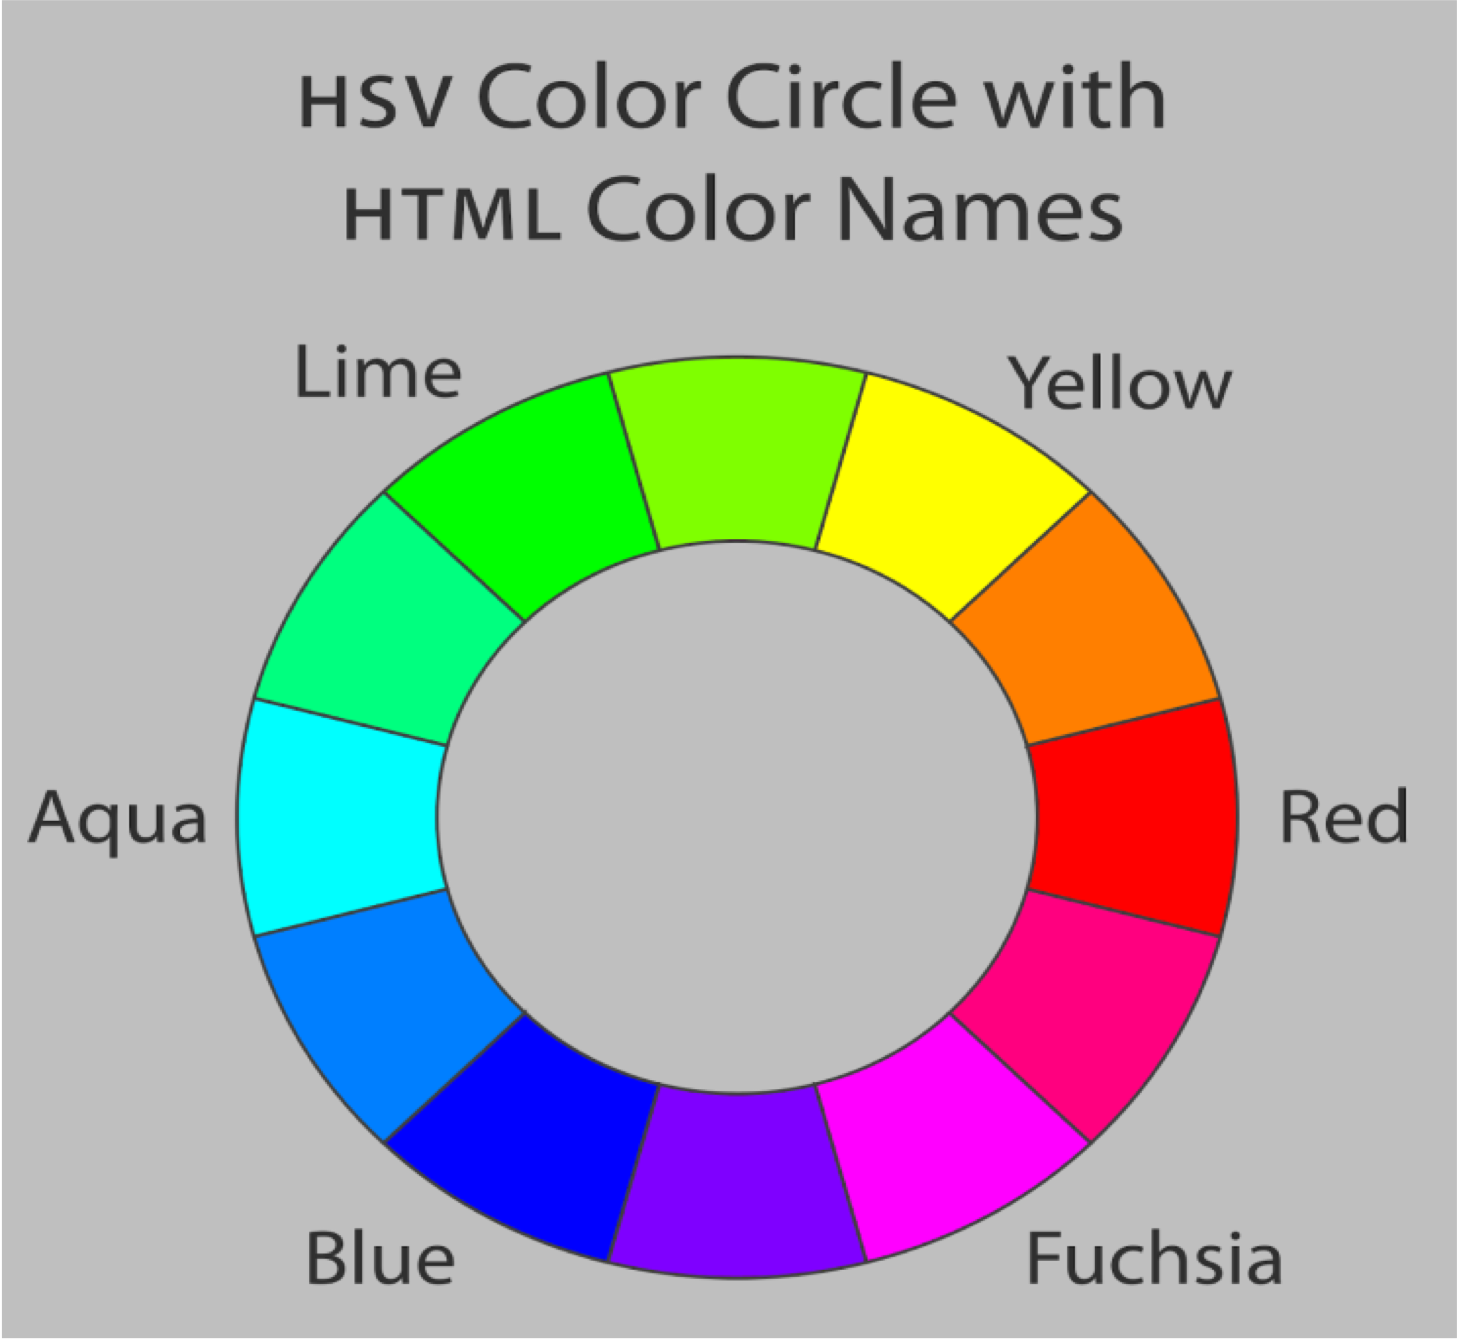 HSV Color Circle with
HTML Color Names
Lime
Yellow
Aqua
Red
Blue
Fuchsia